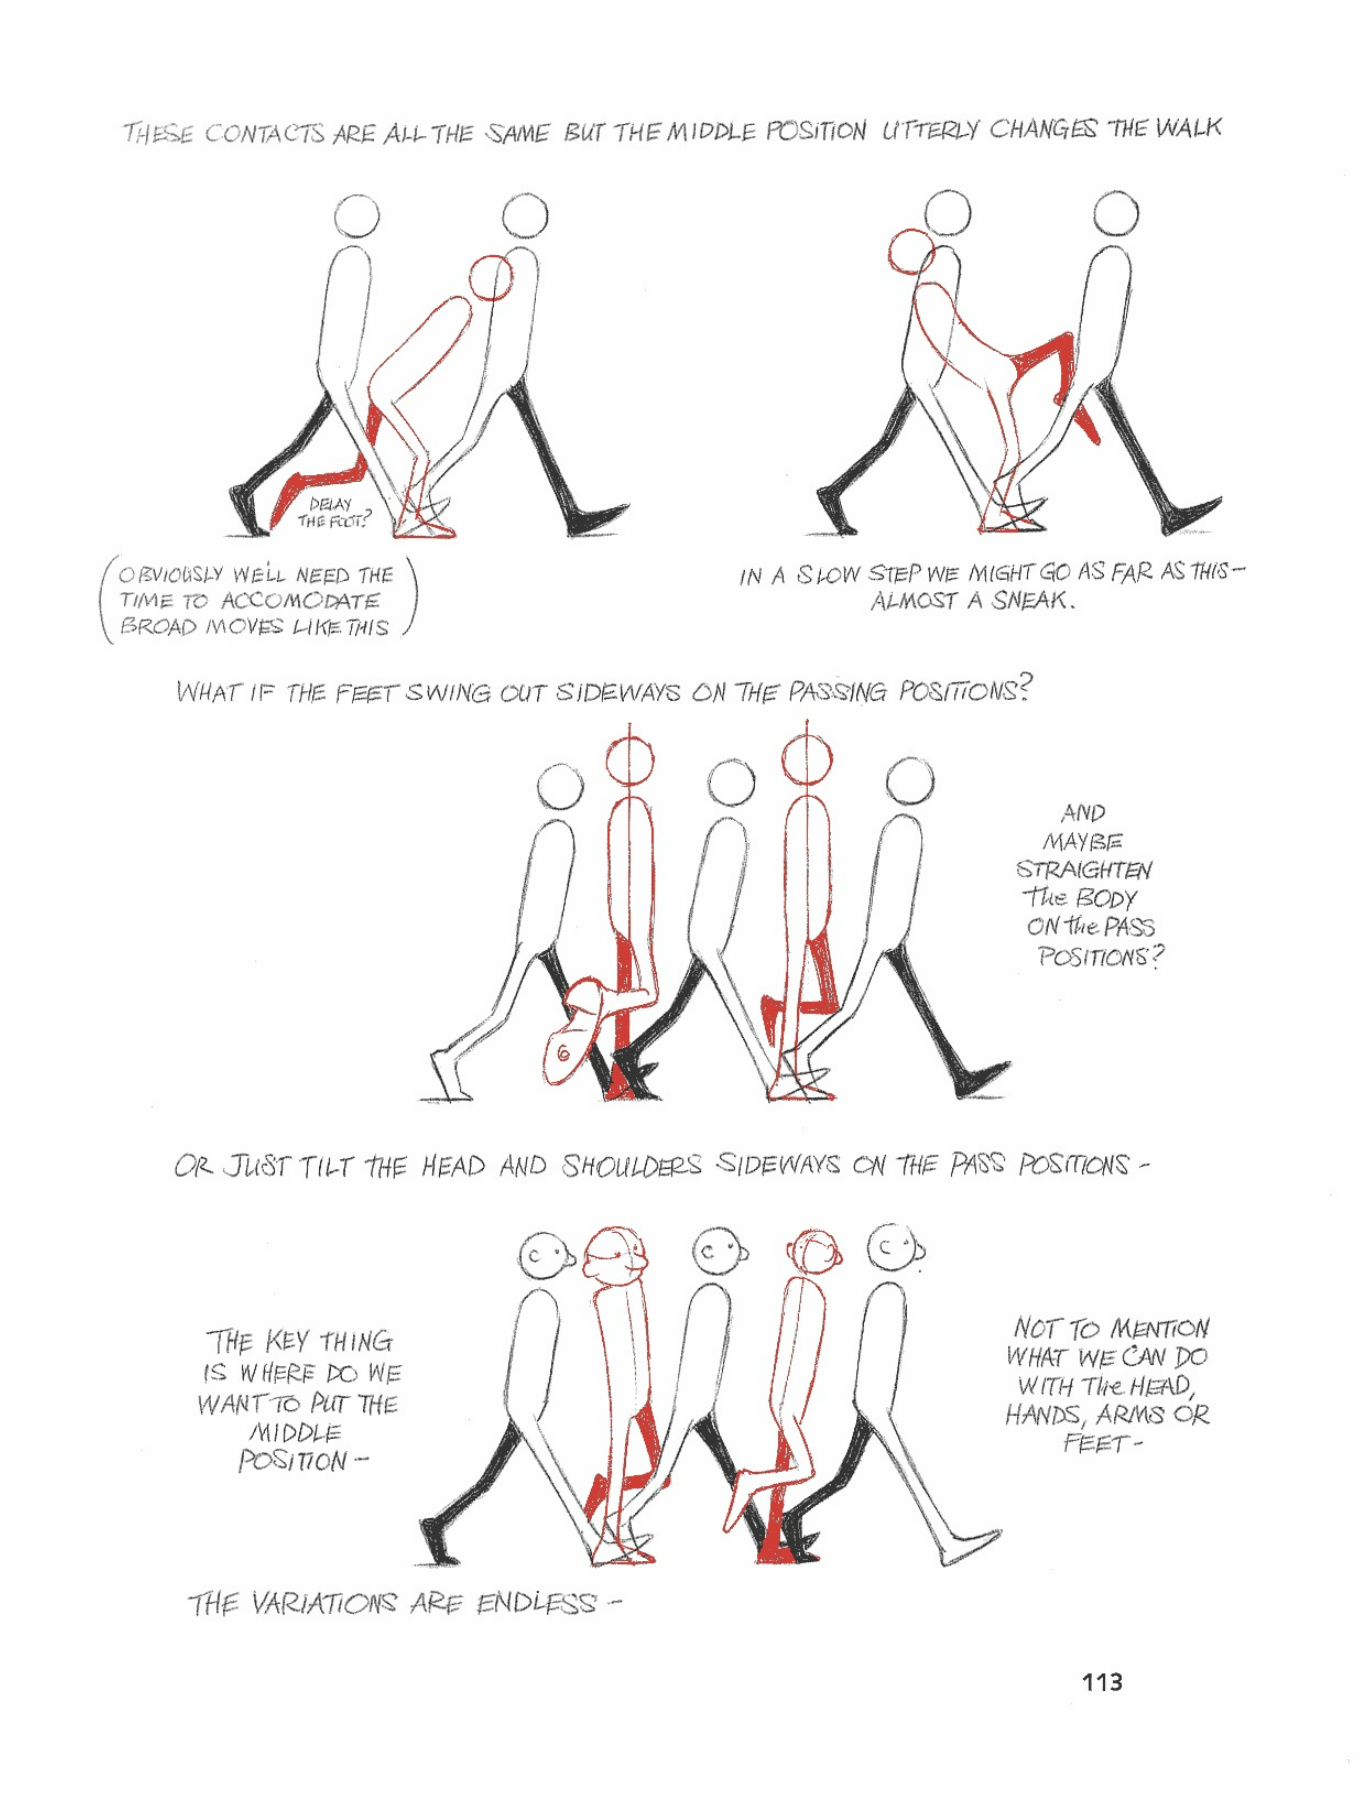 THESE CONTACTS ARE ALL THE SAME BUT THE MIDDLE POSITION UTTERLY CHANGES THE WALK
DELAY
THE FOOT?
(OBVIOUSLY WE'LL NEED THE
TIME TO ACCOMODATE
BROAD MOVES LIKE THIS)
IN A SLOW STEP WE MIGHT GO AS FAR AS THIS—
ALMOST A SNEAK.
WHAT IF THE FEET SWING OUT SIDEWAYS ON THE PASSING POSITIONS?
AND
MAYBE
STRAIGHTEN
THE BODY
ON THE PASS
POSITIONS?
OR JUST TILT THE HEAD AND SHOULDERS SIDEWAYS ON THE PASS POSITIONS -
THE KEY THING
IS WHERE DO WE
WANT TO PUT THE
MIDDLE
POSITION -
NOT TO MENTION
WHAT WE CAN DO
WITH THE HEAD,
HANDS, ARMS OR
FEET -
THE VARIATIONS ARE ENDLESS -
113